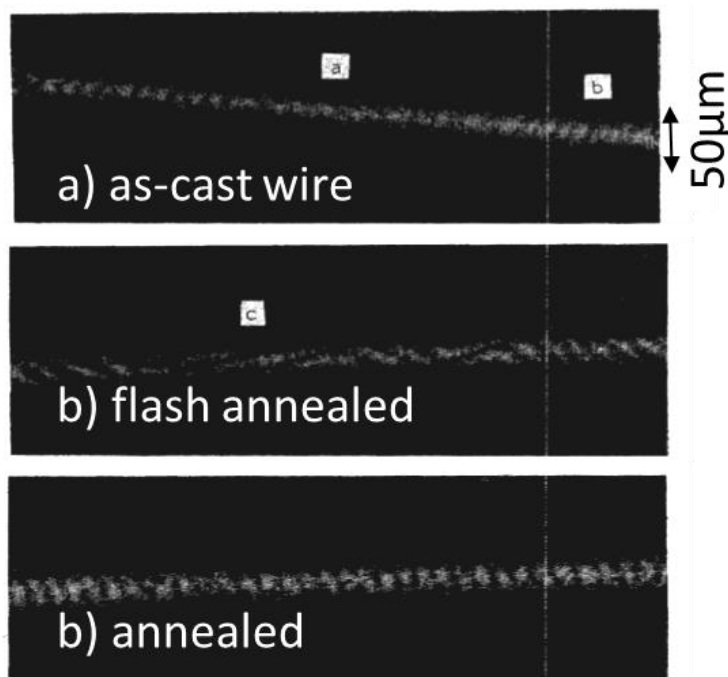 a
b
50μm
a) as-cast wire
c
b) flash annealed
b) annealed